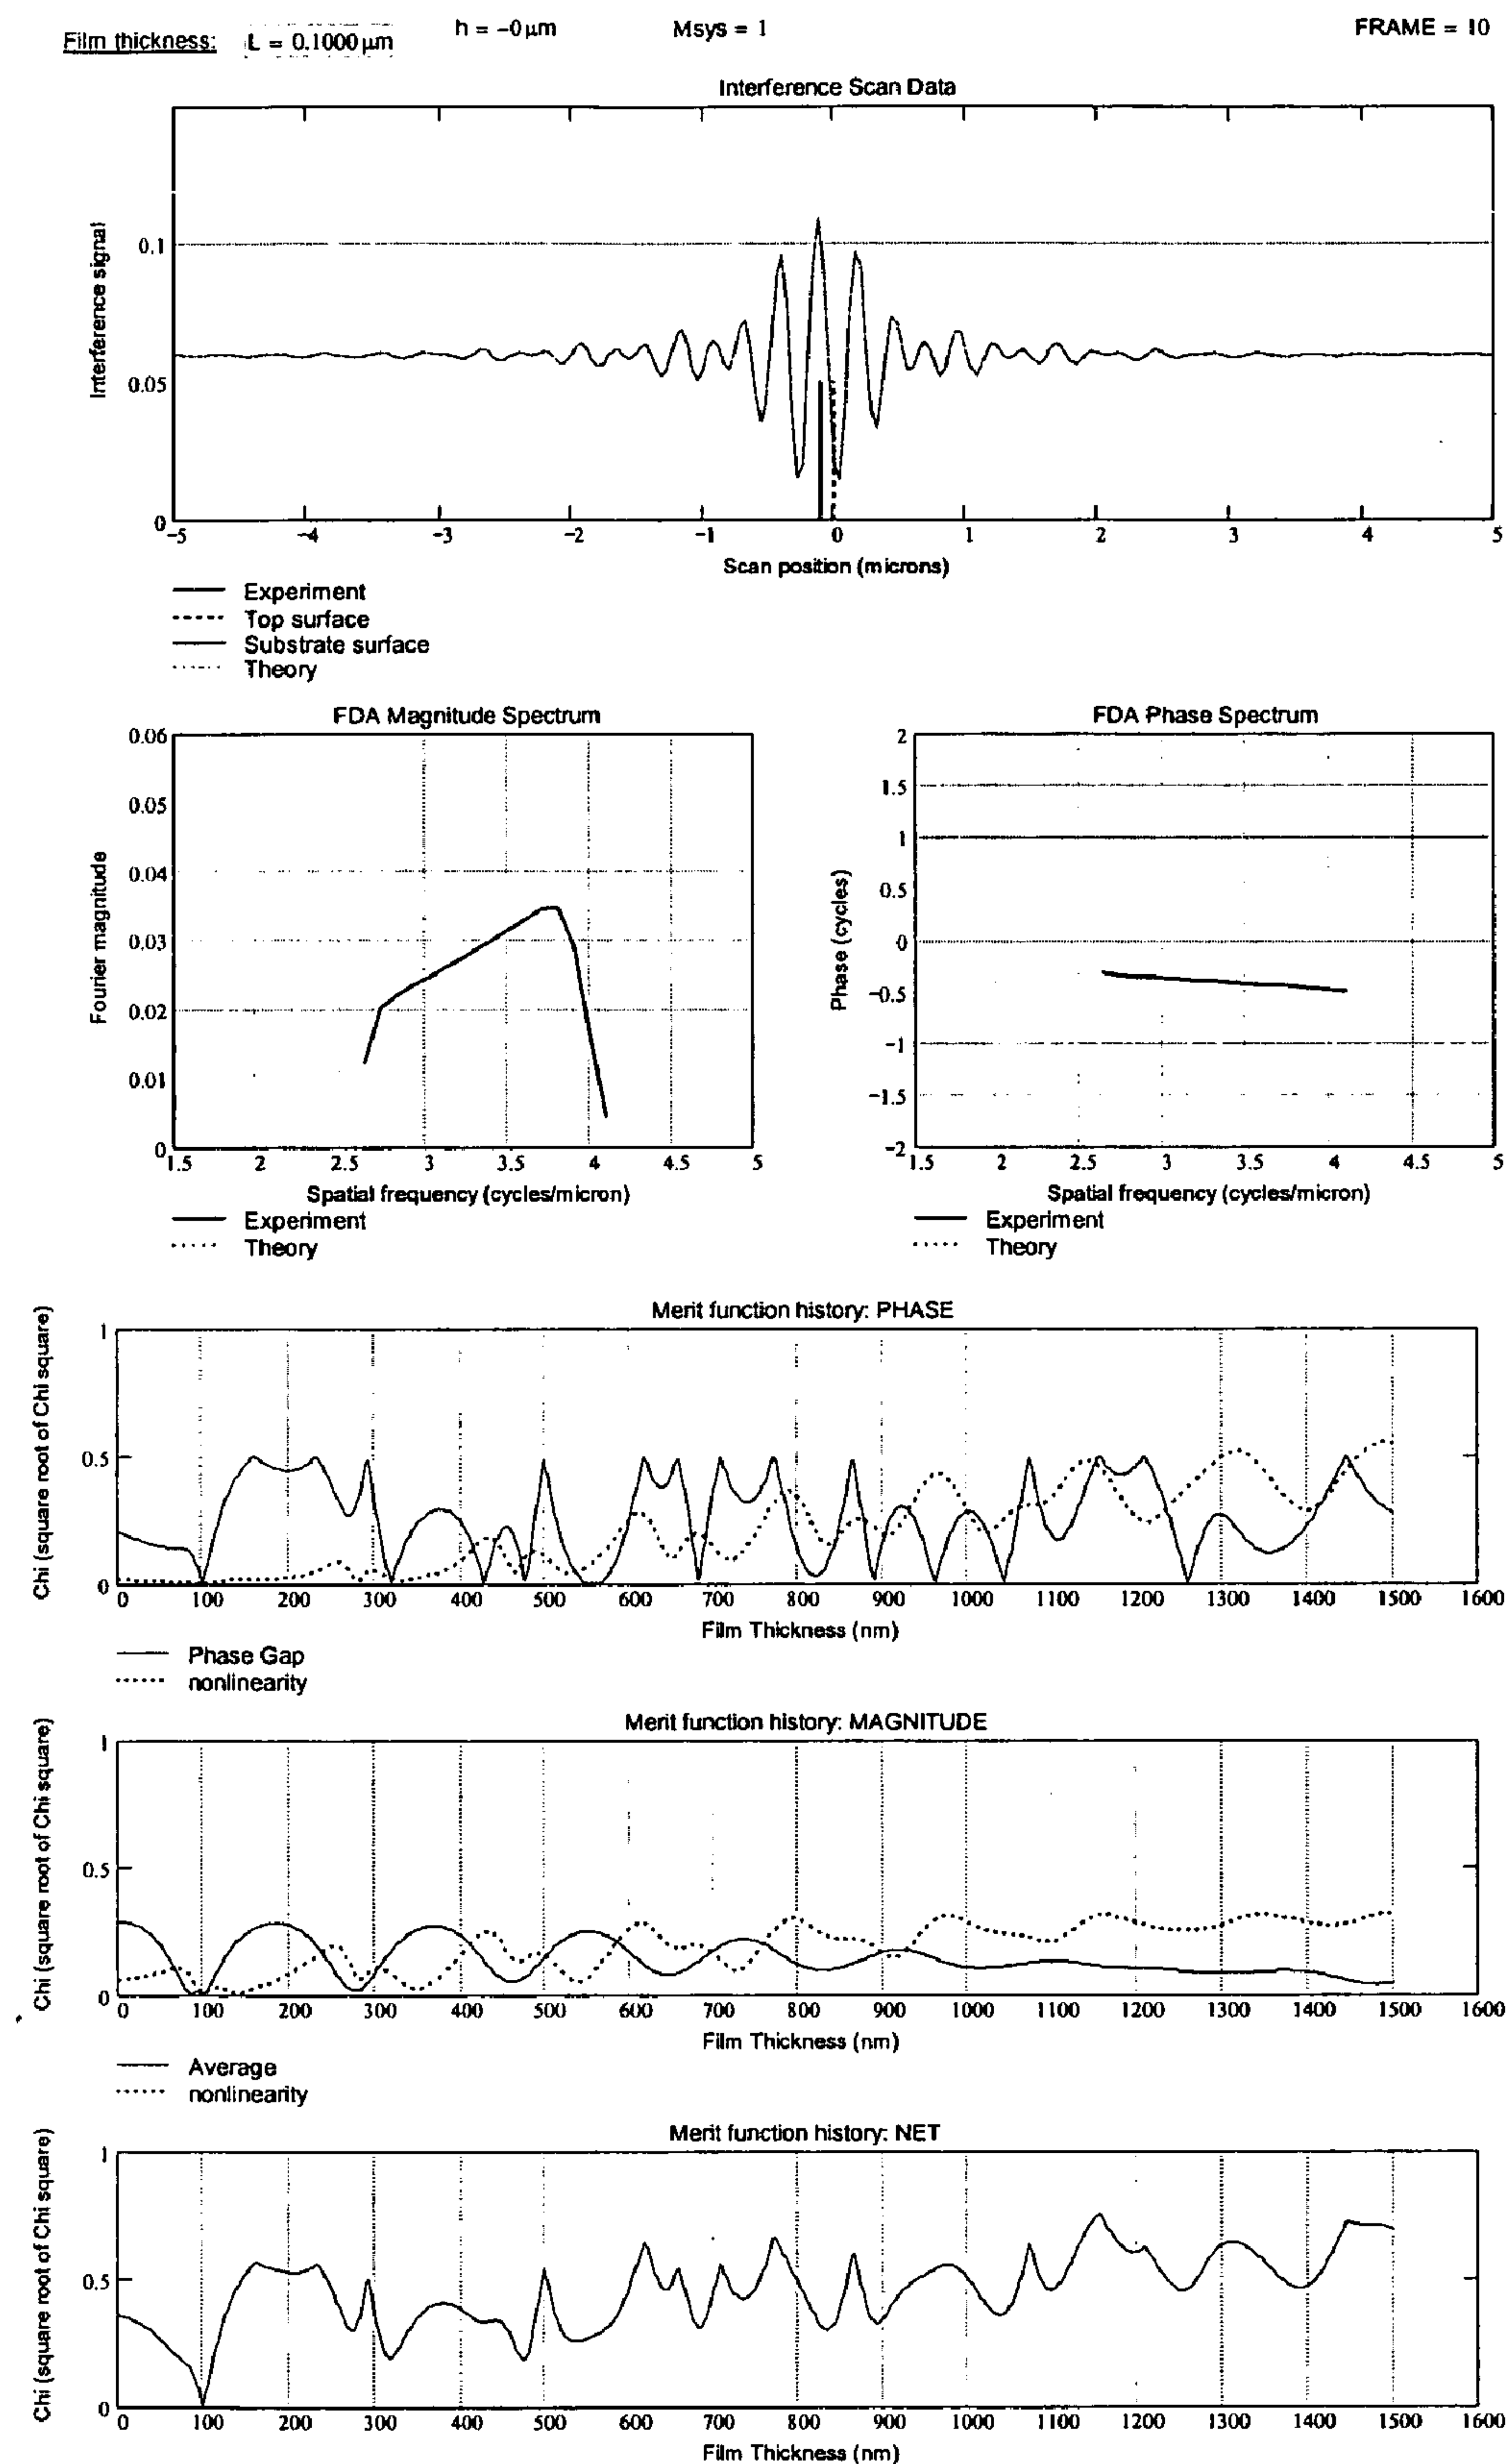 Film thickness: L = 0.1000 μm h = −0 μm Msys = 1 FRAME = 10
Interference Scan Data
Interference signal
0.1
0.05
0
−5 −4 −3 −2 −1 0 1 2 3 4 5
Scan position (microns)
Experiment
Top surface
Substrate surface
Theory
FDA Magnitude Spectrum
Fourier magnitude
0.06
0.05
0.04
0.03
0.02
0.01
0
1.5 2 2.5 3 3.5 4 4.5 5
Spatial frequency (cycles/micron)
Experiment
Theory
FDA Phase Spectrum
Phase (cycles)
2
1.5
1
0.5
0
−0.5
−1
−1.5
−2
1.5 2 2.5 3 3.5 4 4.5 5
Spatial frequency (cycles/micron)
Experiment
Theory
Merit function history: PHASE
Chi (square root of Chi square)
1
0.5
0
0 100 200 300 400 500 600 700 800 900 1000 1100 1200 1300 1400 1500 1600
Film Thickness (nm)
Phase Gap
nonlinearity
Merit function history: MAGNITUDE
Chi (square root of Chi square)
1
0.5
0
0 100 200 300 400 500 600 700 800 900 1000 1100 1200 1300 1400 1500 1600
Film Thickness (nm)
Average
nonlinearity
Merit function history: NET
Chi (square root of Chi square)
1
0.5
0
0 100 200 300 400 500 600 700 800 900 1000 1100 1200 1300 1400 1500 1600
Film Thickness (nm)